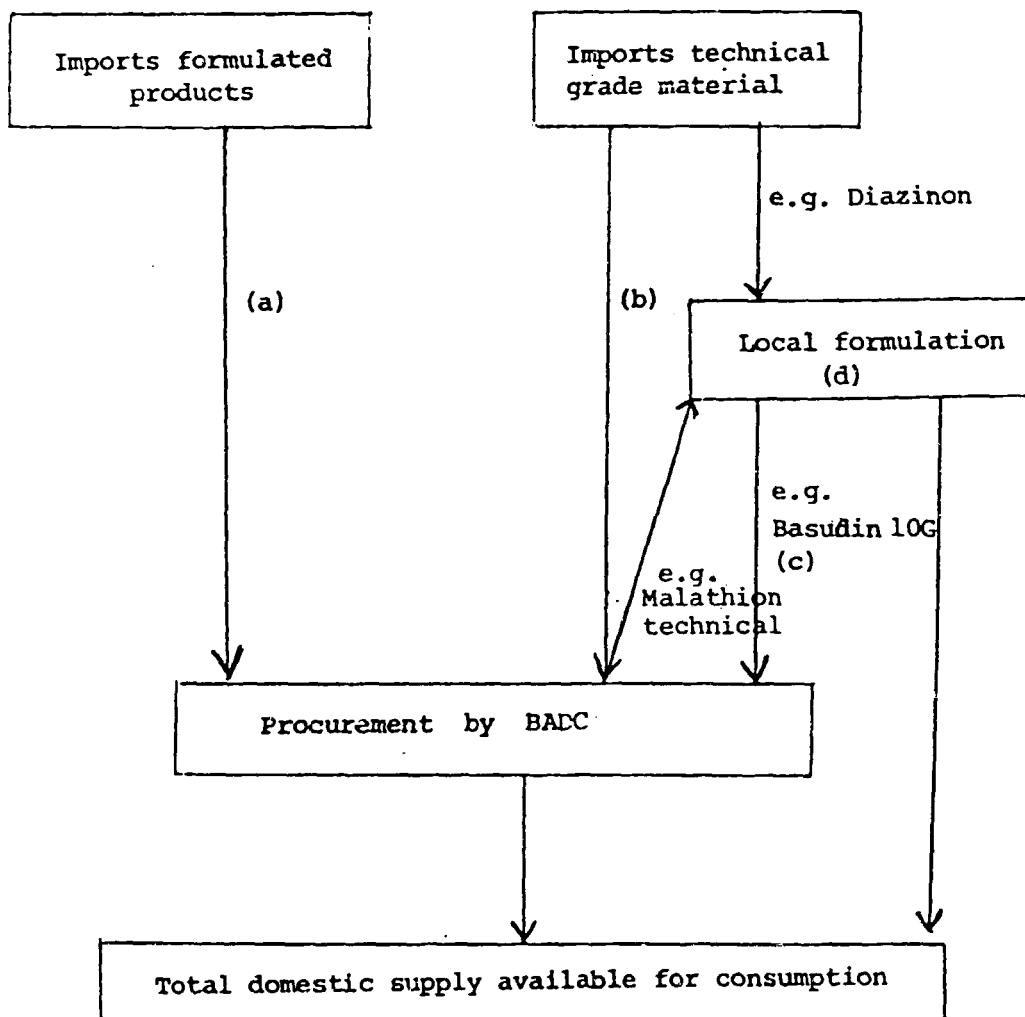 Imports formulated
products
Imports technical
grade material
e.g. Diazinon
(a)
(b)
Local formulation
(d)
e.g.
Basudin 10G
(c)
e.g.
Malathion
technical
Procurement by BADC
Total domestic supply available for consumption